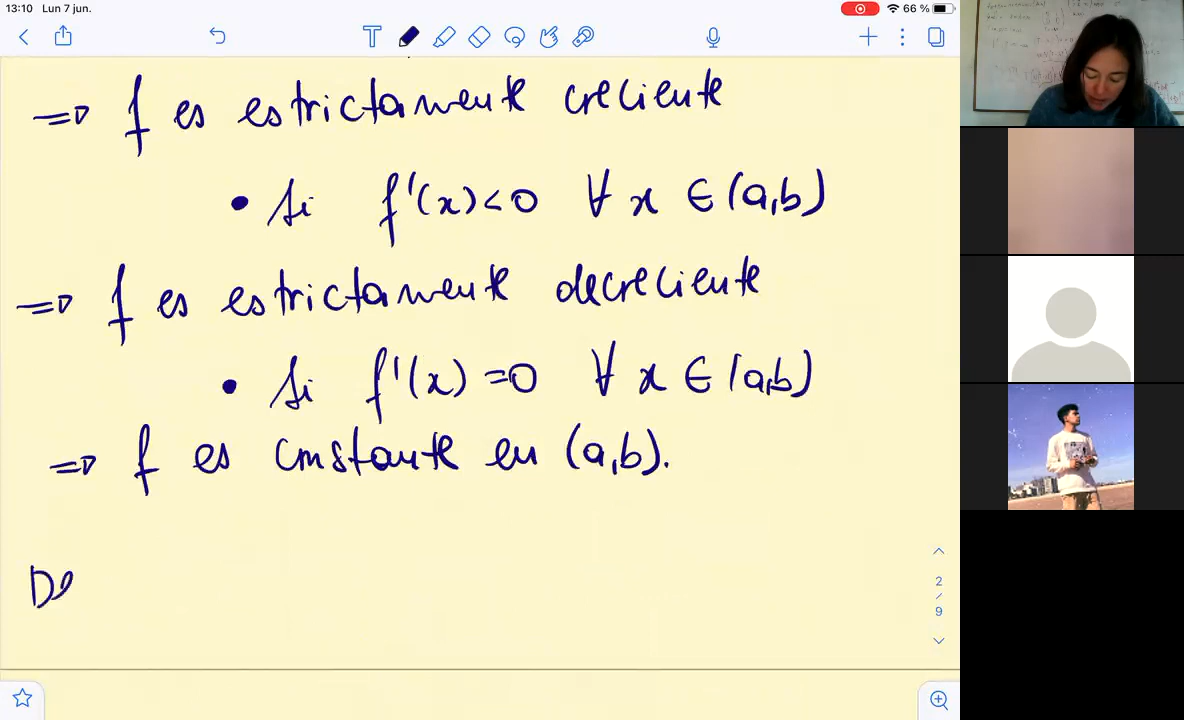 13:10 Lun 7 jun. 66 %
⇒ f es estrictamente creciente
• Si f'(x)<0 ∀ x ∈ (a,b)
⇒ f es estrictamente decreciente
• Si f'(x)=0 ∀ x ∈ (a,b)
⇒ f es constante en (a,b).
De
2
/
9